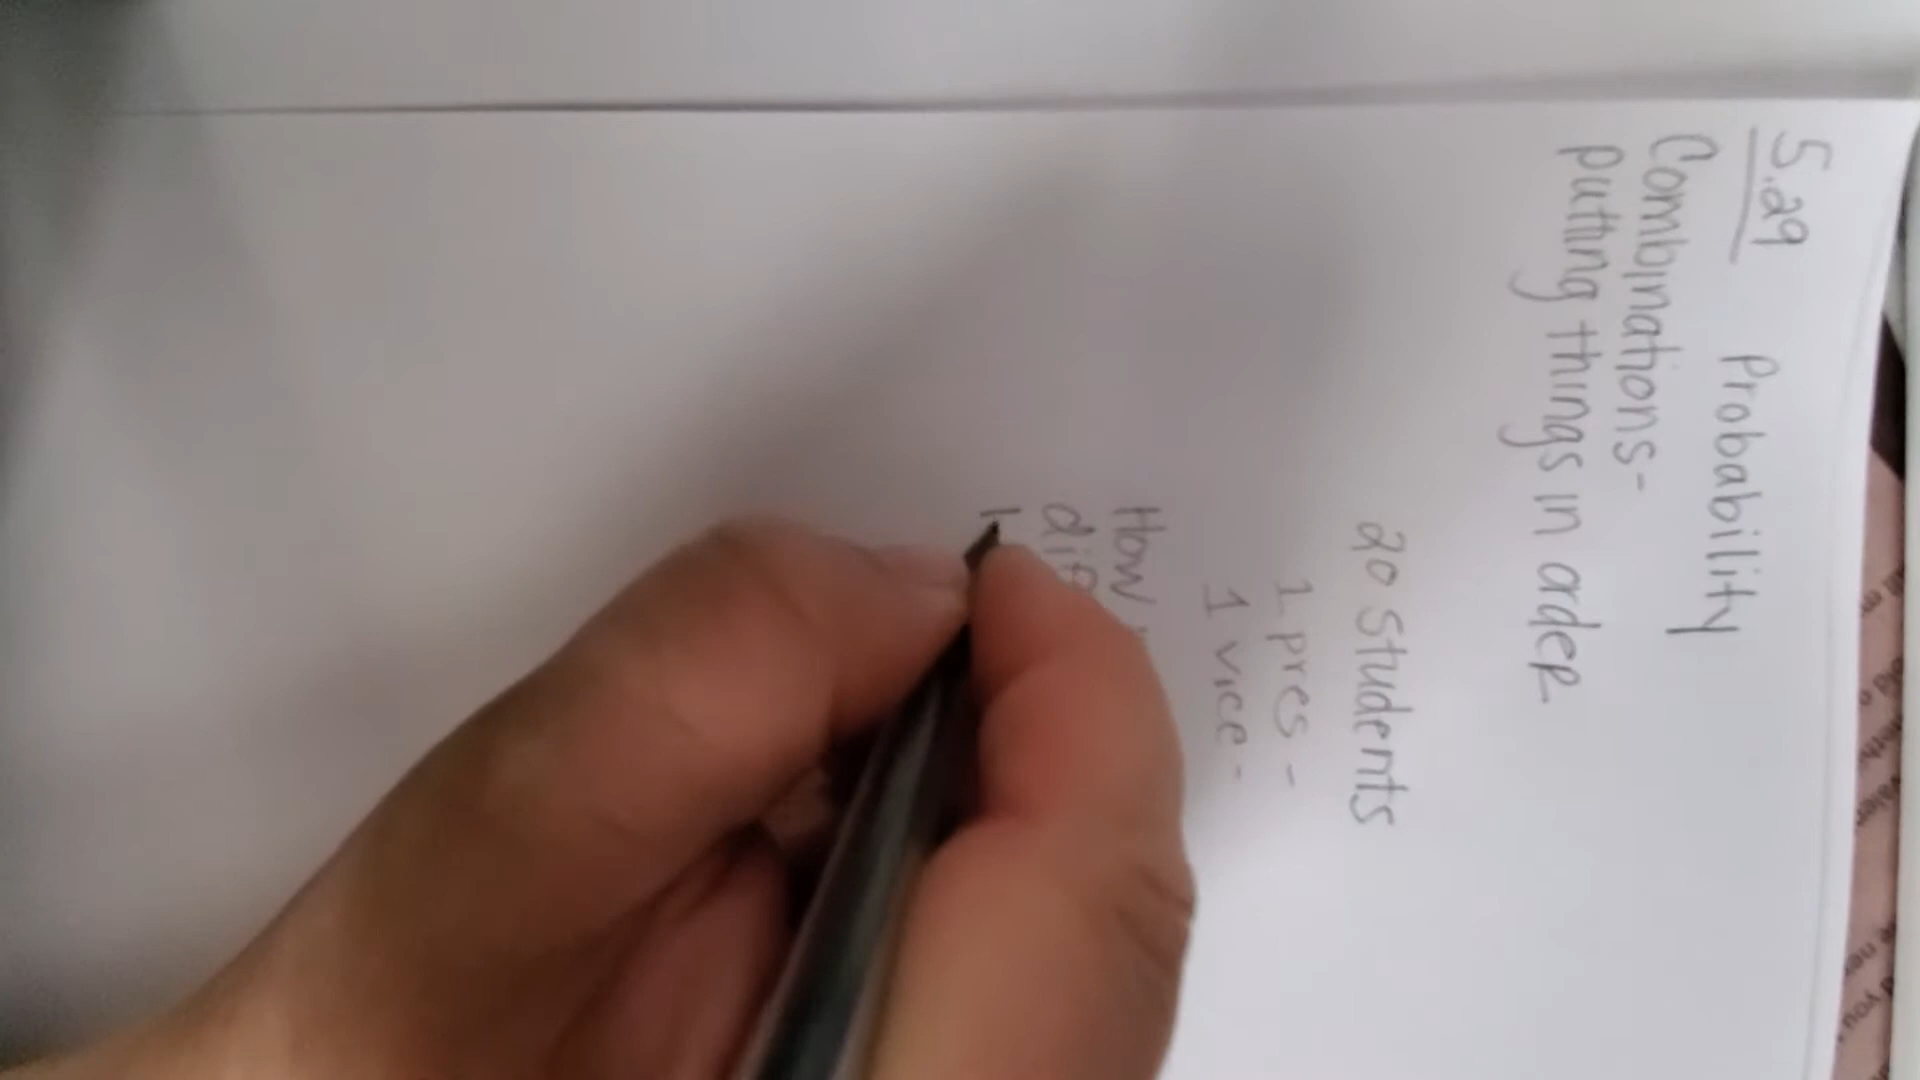 5.29 Probability
Combinations-
putting things in order
20 students
1 pres -
1 vice -
How